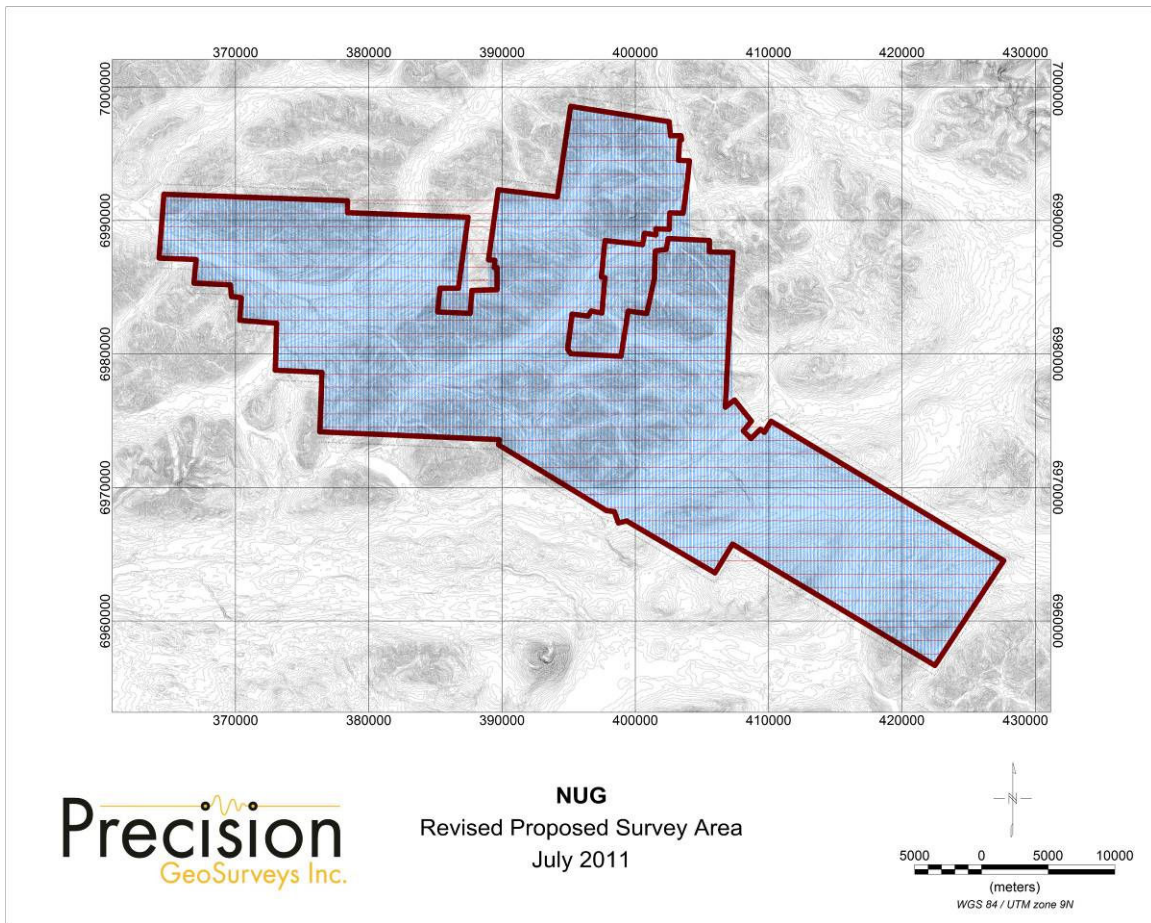 370000 380000 390000 400000 410000 420000 430000
7000000 7000000
6990000 6990000
6980000 6980000
6970000 6970000
6960000 6960000
370000 380000 390000 400000 410000 420000 430000
Precision
GeoSurveys Inc.
NUG
Revised Proposed Survey Area
July 2011
N
5000 0 5000 10000
(meters)
WGS 84 / UTM zone 9N